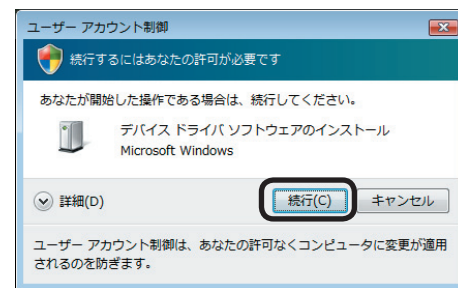 ユーザー アカウント制御
続行するにはあなたの許可が必要です
あなたが開始した操作である場合は、続行してください。
デバイス ドライバ ソフトウェアのインストール
Microsoft Windows
詳細(D)
続行(C)
キャンセル
ユーザー アカウント制御は、あなたの許可なくコンピュータに変更が適用
されるのを防ぎます。